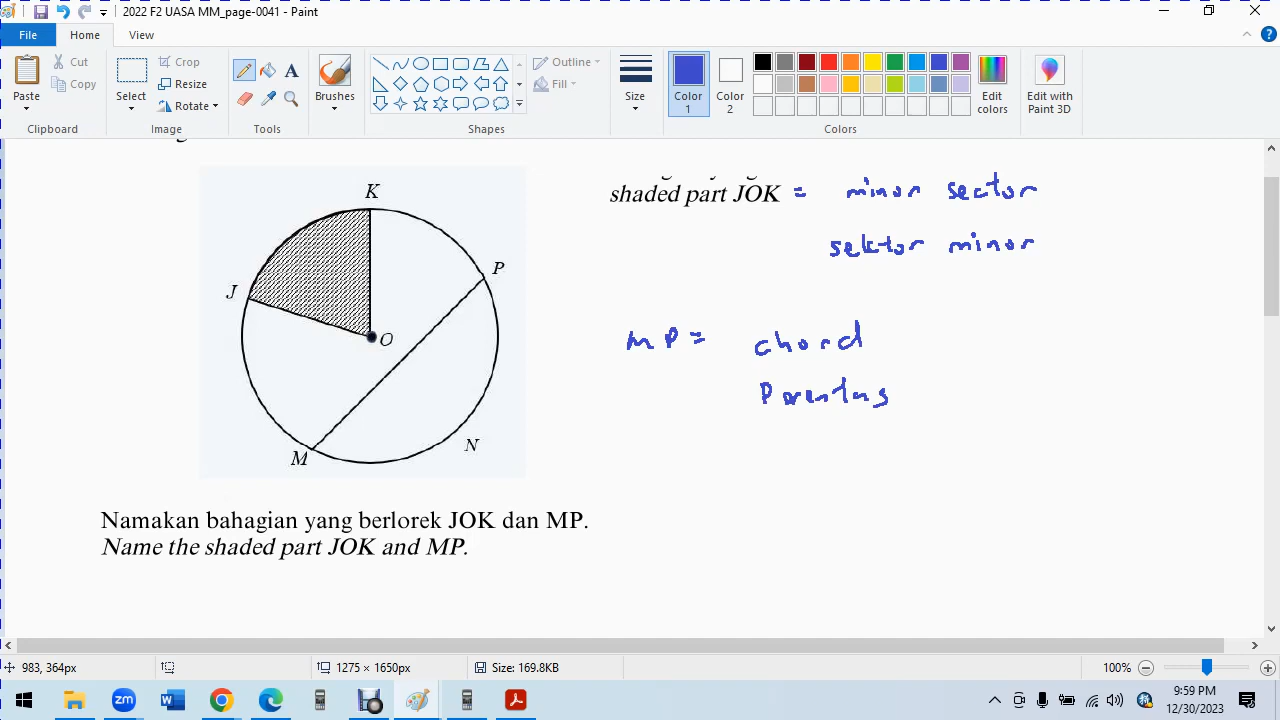 2022 F2 UASA MM_page-0041 - Paint
File Home View
Paste
Cut
Copy
Clipboard
Select
Crop
Resize
Rotate
Image
A
Tools
Brushes
Outline
Fill
Shapes
Size
Color 1
Color 2
Edit colors
Colors
Edit with Paint 3D
K
J
P
O
M
N
shaded part JOK = minor sector
sektor minor
MP = chord
Namakan bahagian yang berlorek JOK dan MP.
Name the shaded part JOK and MP.
983, 364px
1275 × 1650px
Size: 169.8KB
100%
9:59 PM
12/30/2023